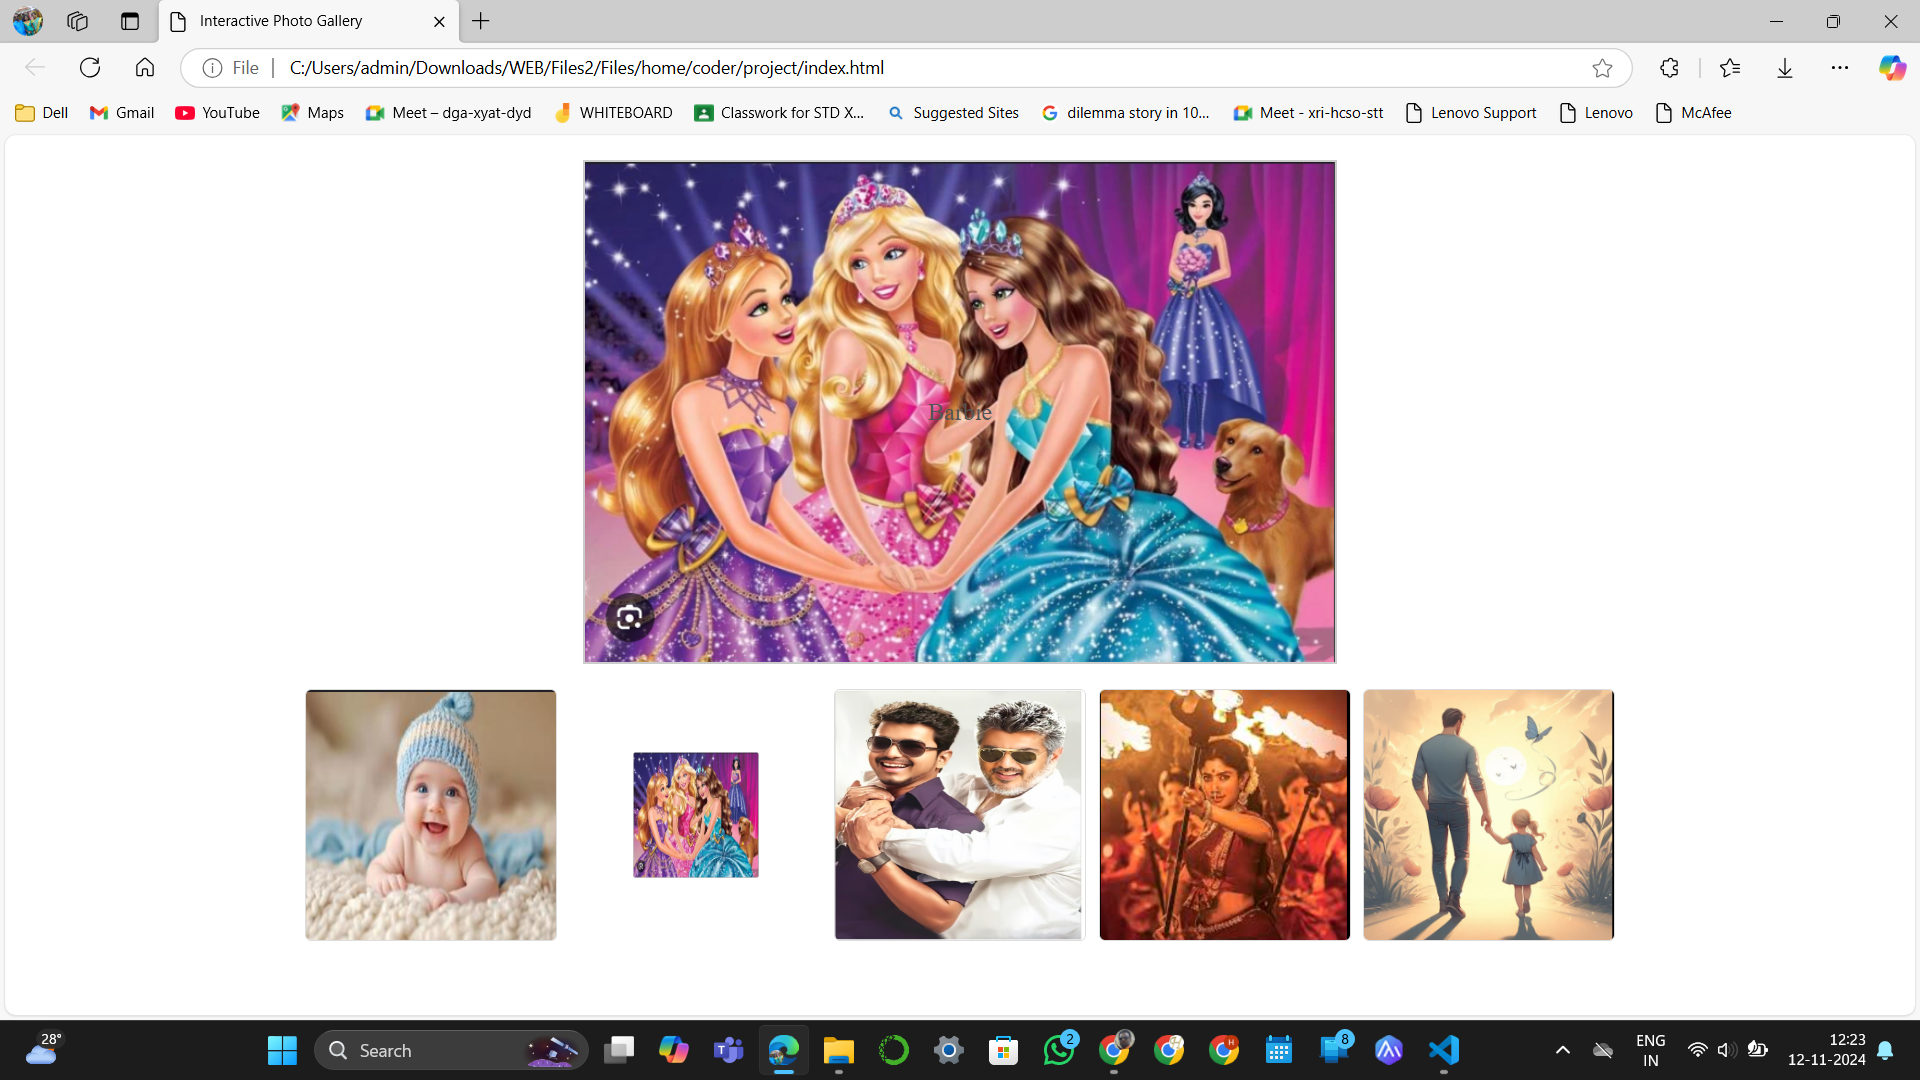 Interactive Photo Gallery
File
C:/Users/admin/Downloads/WEB/Files2/Files/home/coder/project/index.html
Dell
Gmail
YouTube
Maps
Meet – dga-xyat-dyd
WHITEBOARD
Classwork for STD X...
Suggested Sites
dilemma story in 10...
Meet - xri-hcso-stt
Lenovo Support
Lenovo
McAfee
Barbie
28°
Search
T
2
H
8
ENG
IN
12:23
12-11-2024